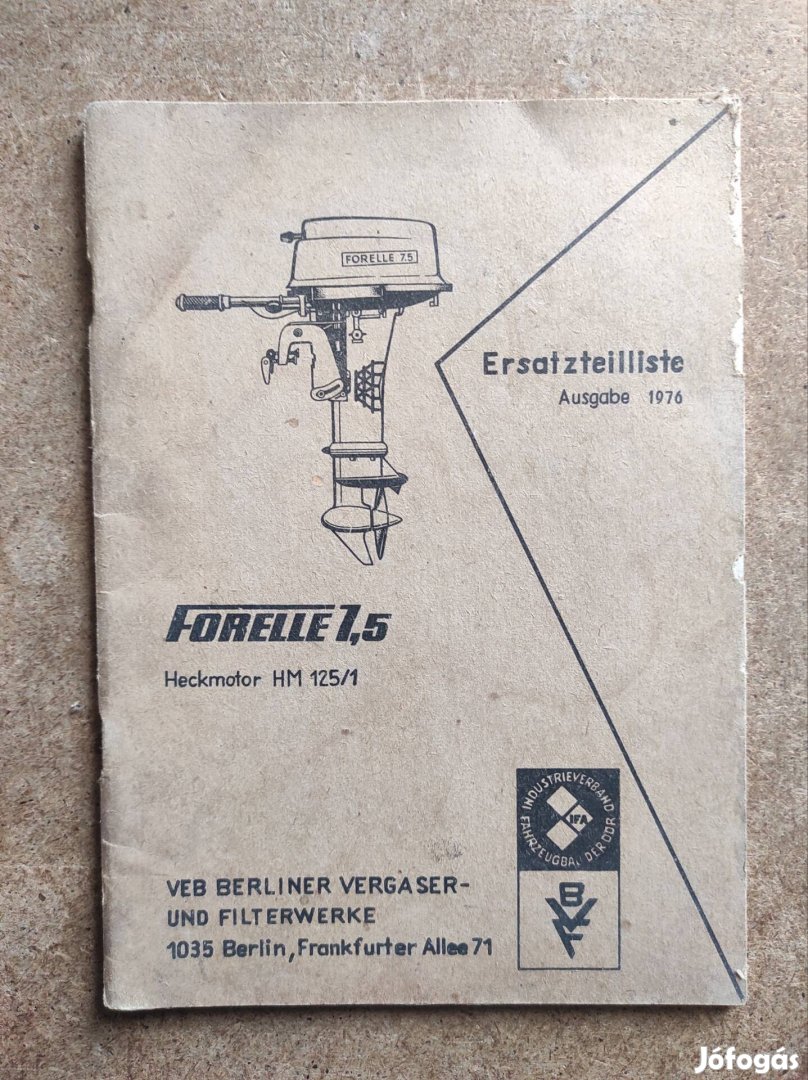 FORELLE 7.5
Ersatzteilliste
Ausgabe 1976
FORELLE 7,5
Heckmotor HM 125/1
INDUSTRIEVERBAND
FAHRZEUGBAU DER DDR
IFA
BVF
VEB BERLINER VERGASER-
UND FILTERWERKE
1035 Berlin, Frankfurter Allee 71
Jófogás